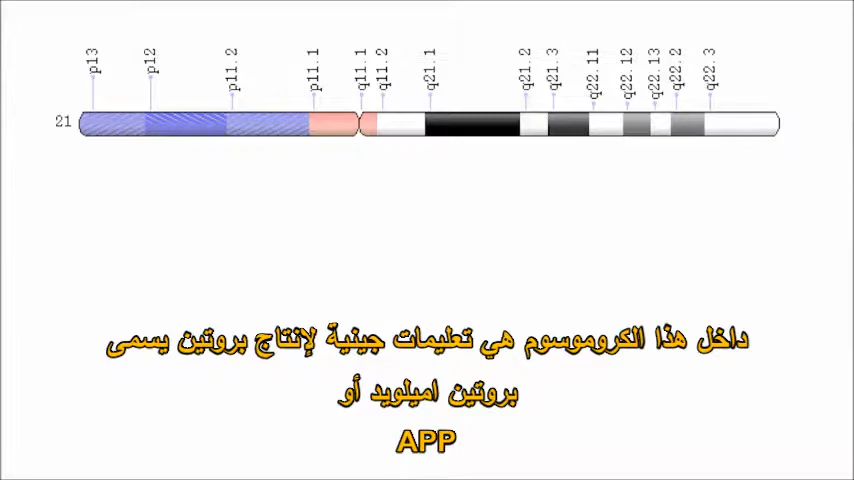 p13
p12
p11.2
p11.1
q11.1
q11.2
q21.1
q21.2
q21.3
q22.11
q22.12
q22.13
q22.2
q22.3
21
داخل هذا الكروموسوم هي تعليمات جينية لإنتاج بروتين يسمى
بروتين اميلويد أو
APP